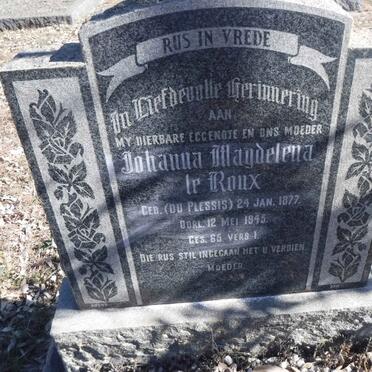 RUS IN VREDE
In Liefdevolle Herinnering
AAN
MY DIERBARE EGGENOTE EN ONS MOEDER
Johanna Magdelena
le Roux
GEB. (DU PLESSIS) 24 JAN. 1877.
OORL. 12 MEI 1945.
GES. 65 VERS 1.
DIE RUS STIL INGEGAAN HET U VERDIEN,
MOEDER.